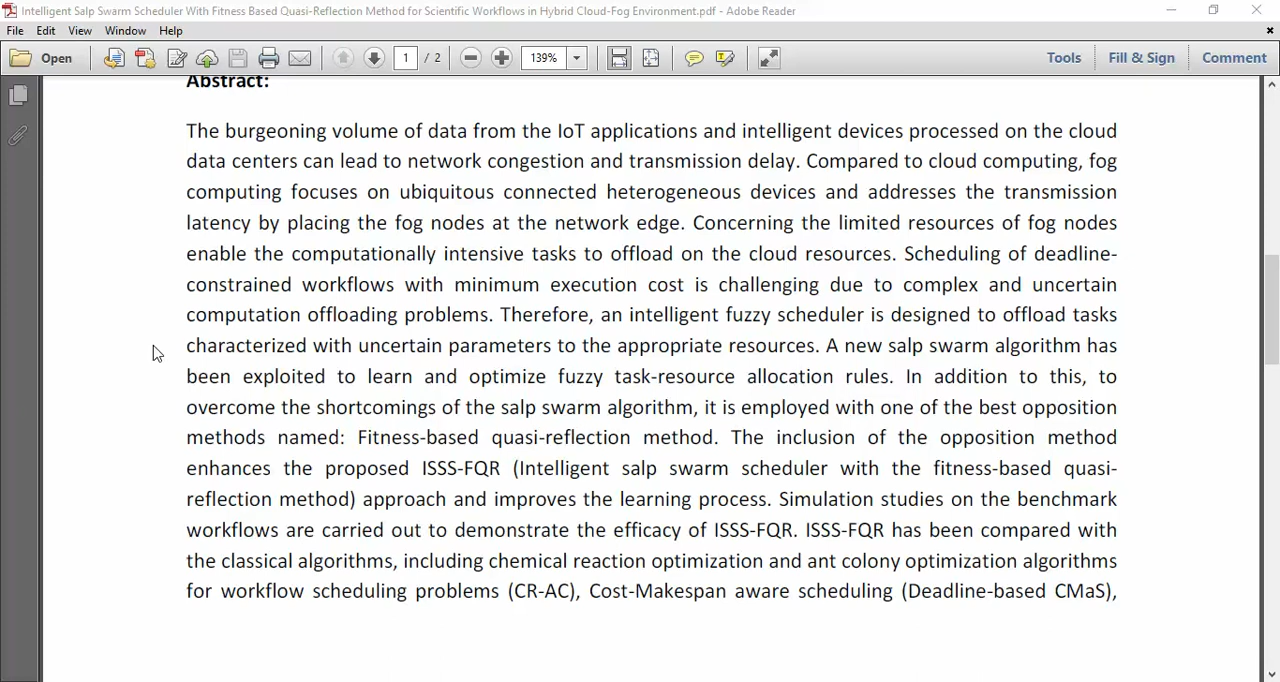 Intelligent Salp Swarm Scheduler With Fitness Based Quasi-Reflection Method for Scientific Workflows in Hybrid Cloud-Fog Environment.pdf - Adobe Reader
File Edit View Window Help
Open 1 / 2 139% Tools Fill & Sign Comment
Abstract:
The burgeoning volume of data from the IoT applications and intelligent devices processed on the cloud
data centers can lead to network congestion and transmission delay. Compared to cloud computing, fog
computing focuses on ubiquitous connected heterogeneous devices and addresses the transmission
latency by placing the fog nodes at the network edge. Concerning the limited resources of fog nodes
enable the computationally intensive tasks to offload on the cloud resources. Scheduling of deadline-
constrained workflows with minimum execution cost is challenging due to complex and uncertain
computation offloading problems. Therefore, an intelligent fuzzy scheduler is designed to offload tasks
characterized with uncertain parameters to the appropriate resources. A new salp swarm algorithm has
been exploited to learn and optimize fuzzy task-resource allocation rules. In addition to this, to
overcome the shortcomings of the salp swarm algorithm, it is employed with one of the best opposition
methods named: Fitness-based quasi-reflection method. The inclusion of the opposition method
enhances the proposed ISSS-FQR (Intelligent salp swarm scheduler with the fitness-based quasi-
reflection method) approach and improves the learning process. Simulation studies on the benchmark
workflows are carried out to demonstrate the efficacy of ISSS-FQR. ISSS-FQR has been compared with
the classical algorithms, including chemical reaction optimization and ant colony optimization algorithms
for workflow scheduling problems (CR-AC), Cost-Makespan aware scheduling (Deadline-based CMaS),